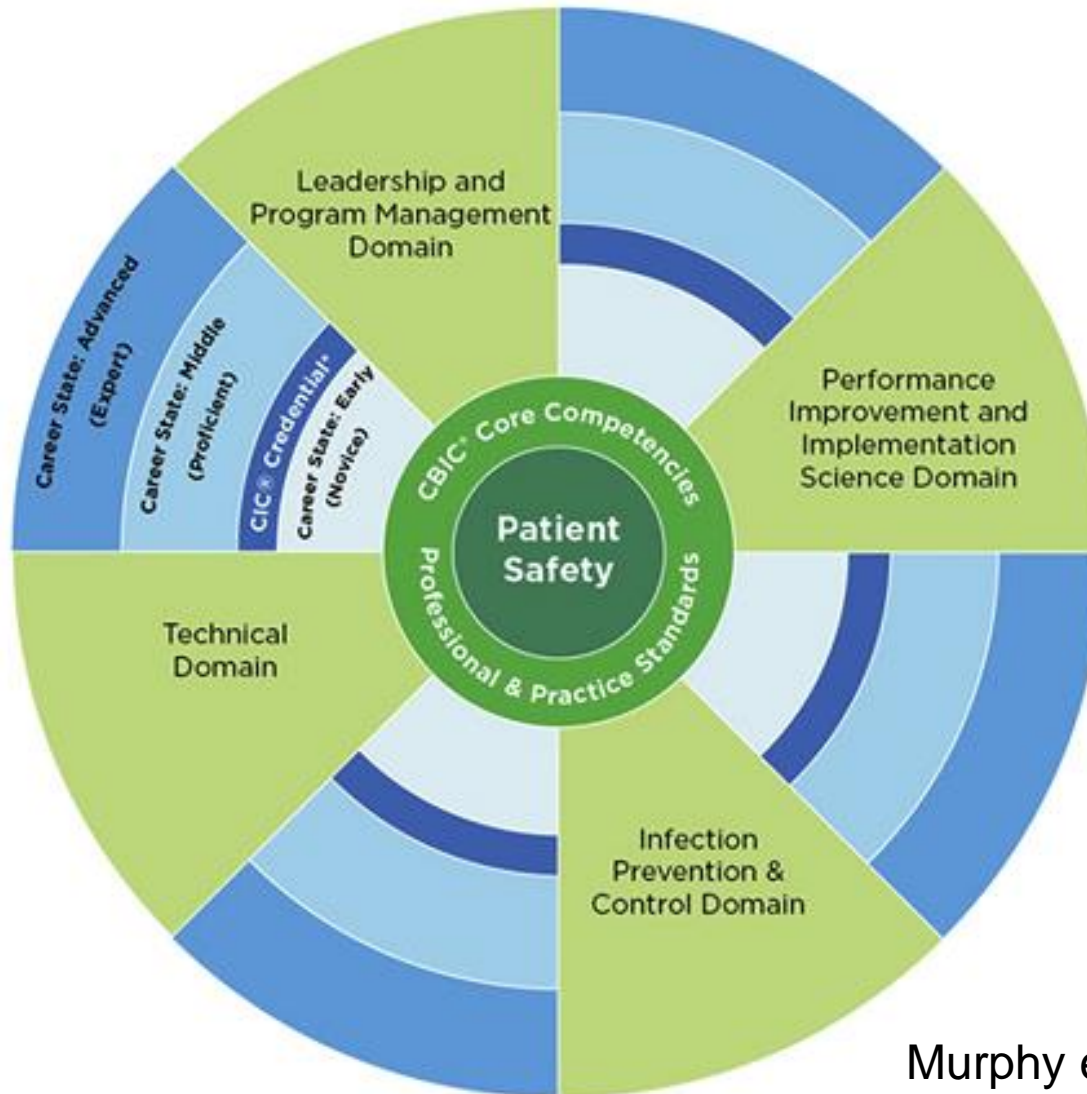 Leadership and
Program Management
Domain
Career State: Advanced
(Expert)
Career State: Middle
(Proficient)
CIC® Credential*
Career State: Early
(Novice)
Performance
Improvement and
Implementation
Science Domain
CBIC® Core Competencies
Patient
Safety
Professional & Practice Standards
Technical
Domain
Infection
Prevention &
Control Domain
Murphy e